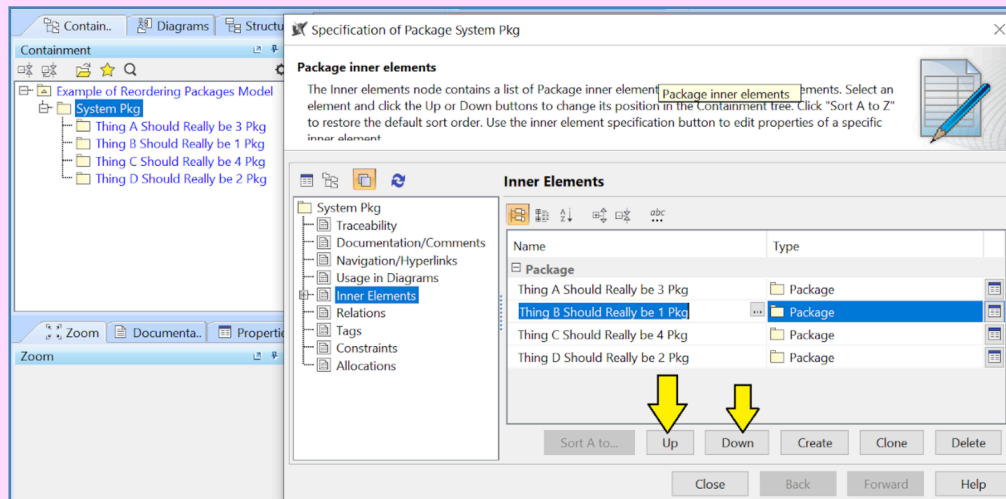 Contain..
Diagrams
Structu
Containment
Example of Reordering Packages Model
System Pkg
Thing A Should Really be 3 Pkg
Thing B Should Really be 1 Pkg
Thing C Should Really be 4 Pkg
Thing D Should Really be 2 Pkg
Zoom
Documenta..
Propertie
Zoom
Specification of Package System Pkg
Package inner elements
The Inner elements node contains a list of Package inner element
ements. Select an
Package inner elements
element and click the Up or Down buttons to change its position in the Containment tree. Click "Sort A to Z"
to restore the default sort order. Use the inner element specification button to edit properties of a specific
inner element
System Pkg
Traceability
Documentation/Comments
Navigation/Hyperlinks
Usage in Diagrams
Inner Elements
Relations
Tags
Constraints
Allocations
Inner Elements
abc
Name Type
Package
Thing A Should Really be 3 Pkg Package
Thing B Should Really be 1 Pkg ... Package
Thing C Should Really be 4 Pkg Package
Thing D Should Really be 2 Pkg Package
Sort A to... Up Down Create Clone Delete
Close Back Forward Help